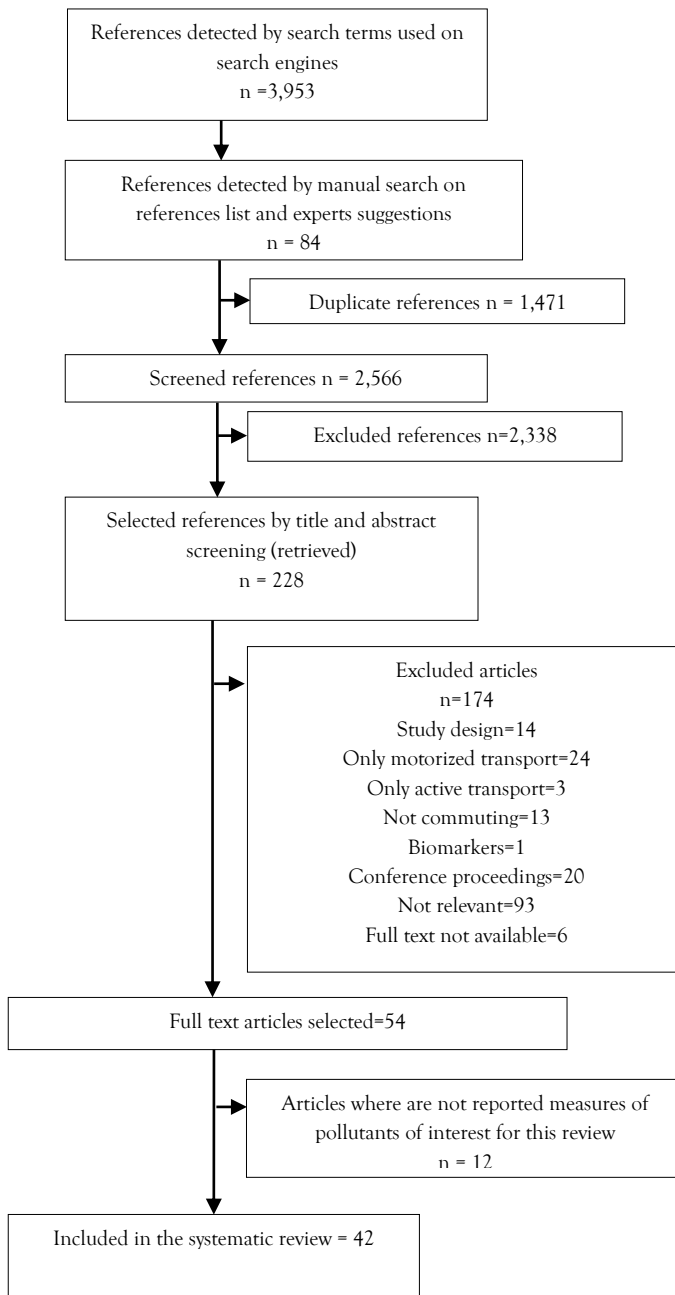 References detected by search terms used on
search engines
n =3,953
References detected by manual search on
references list and experts suggestions
n = 84
Duplicate references n = 1,471
Screened references n = 2,566
Excluded references n=2,338
Selected references by title and abstract
screening (retrieved)
n = 228
Excluded articles
n=174
Study design=14
Only motorized transport=24
Only active transport=3
Not commuting=13
Biomarkers=1
Conference proceedings=20
Not relevant=93
Full text not available=6
Full text articles selected=54
Articles where are not reported measures of
pollutants of interest for this review
n = 12
Included in the systematic review = 42